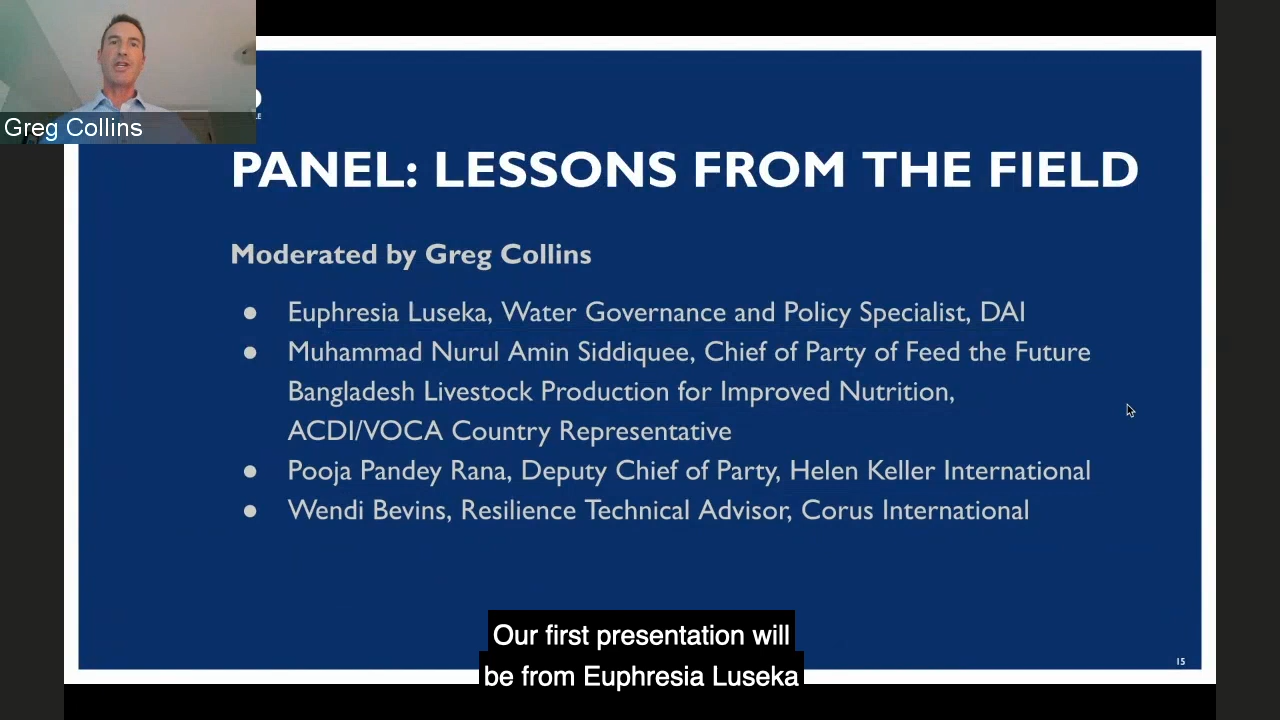 Greg Collins
PANEL: LESSONS FROM THE FIELD
Moderated by Greg Collins
● Euphresia Luseka, Water Governance and Policy Specialist, DAI
● Muhammad Nurul Amin Siddiquee, Chief of Party of Feed the Future
Bangladesh Livestock Production for Improved Nutrition,
ACDI/VOCA Country Representative
● Pooja Pandey Rana, Deputy Chief of Party, Helen Keller International
● Wendi Bevins, Resilience Technical Advisor, Corus International
15
Our first presentation will
be from Euphresia Luseka